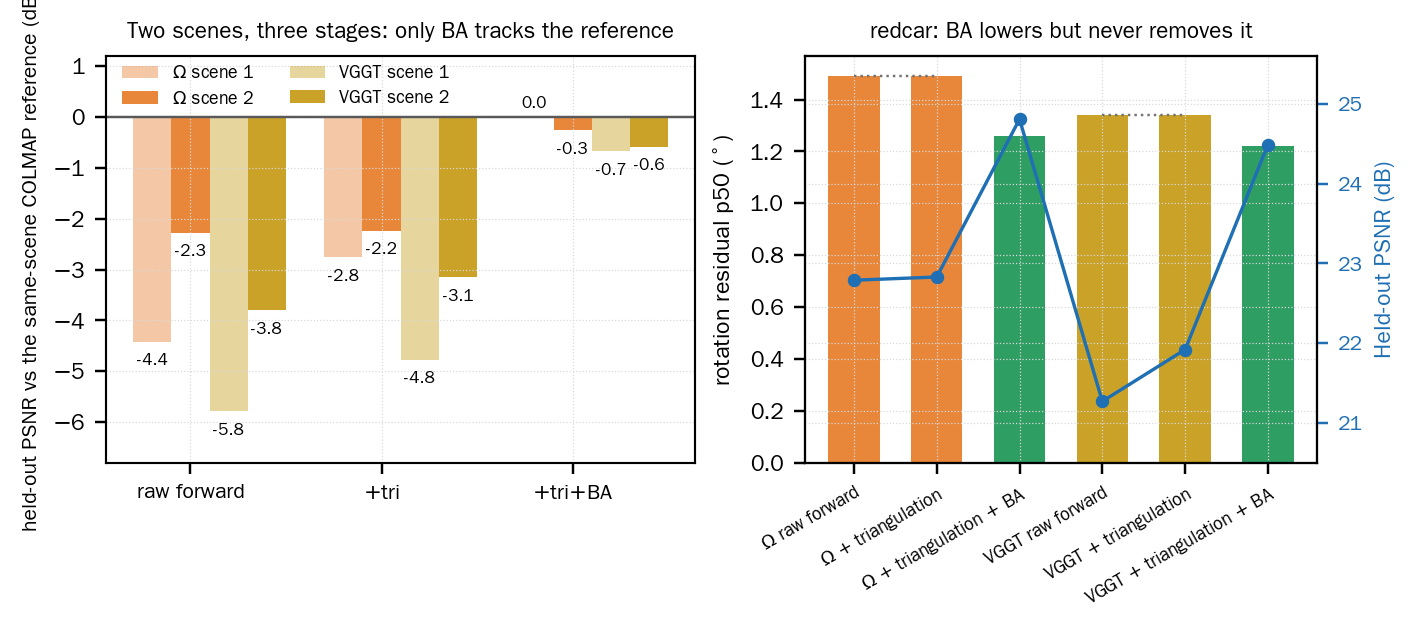 Two scenes, three stages: only BA tracks the reference
held-out PSNR vs the same-scene COLMAP reference (dB
1
0
−1
−2
−3
−4
−5
−6
Ω scene 1
Ω scene 2
VGGT scene 1
VGGT scene 2
-4.4
-2.3
-5.8
-3.8
-2.8
-2.2
-4.8
-3.1
0.0
-0.3
-0.7
-0.6
raw forward
+tri
+tri+BA
redcar: BA lowers but never removes it
rotation residual p50 (°)
1.4
1.2
1.0
0.8
0.6
0.4
0.2
0.0
25
24
23
22
21
Held-out PSNR (dB)
Ω raw forward
Ω + triangulation
Ω + triangulation + BA
VGGT raw forward
VGGT + triangulation
VGGT + triangulation + BA